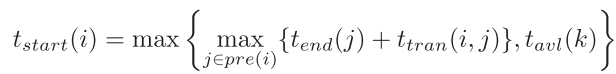 t_{start}(i) = \max \left\{ \max_{j \in pre(i)} \{ t_{end}(j) + t_{tran}(i, j) \}, t_{avl}(k) \right\}